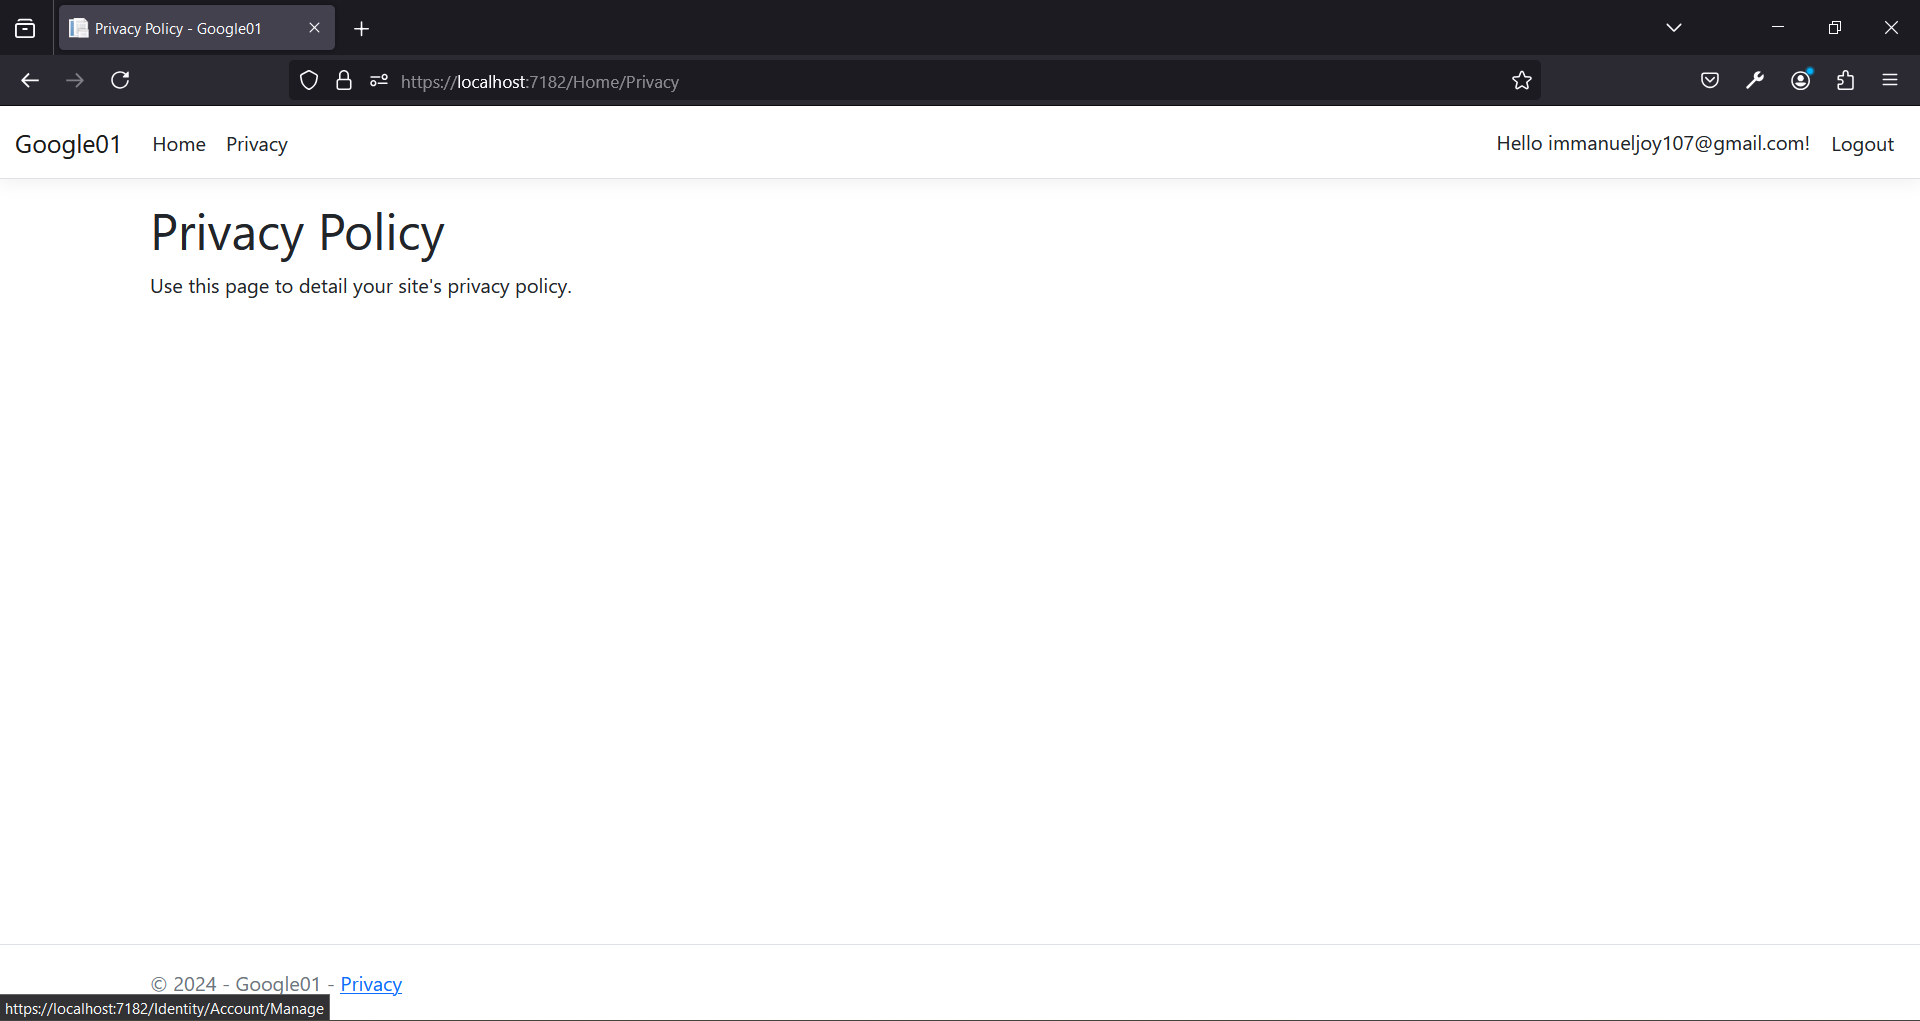 Privacy Policy - Google01
https://localhost:7182/Home/Privacy
Google01 Home Privacy Hello immanueljoy107@gmail.com! Logout
Privacy Policy
Use this page to detail your site's privacy policy.
© 2024 - Google01 - Privacy
https://localhost:7182/Identity/Account/Manage